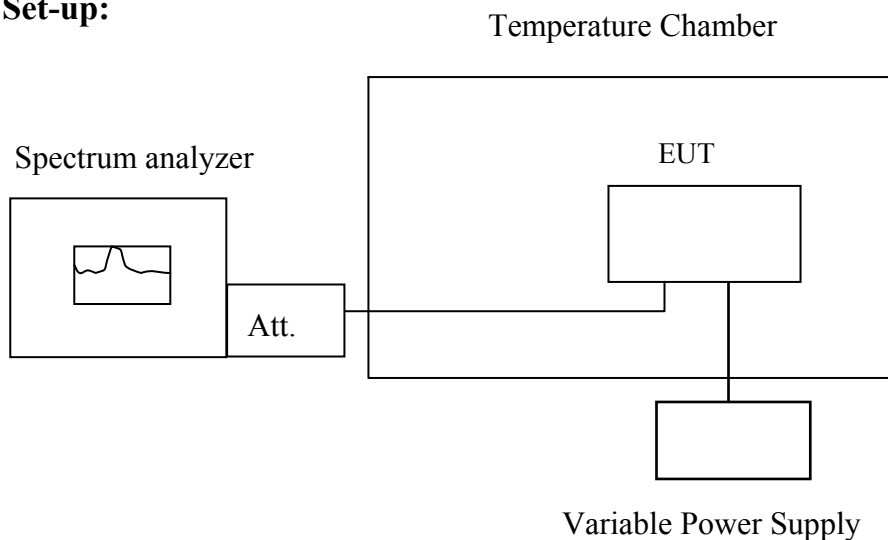 Set-up:
Temperature Chamber
Spectrum analyzer
EUT
Att.
Variable Power Supply